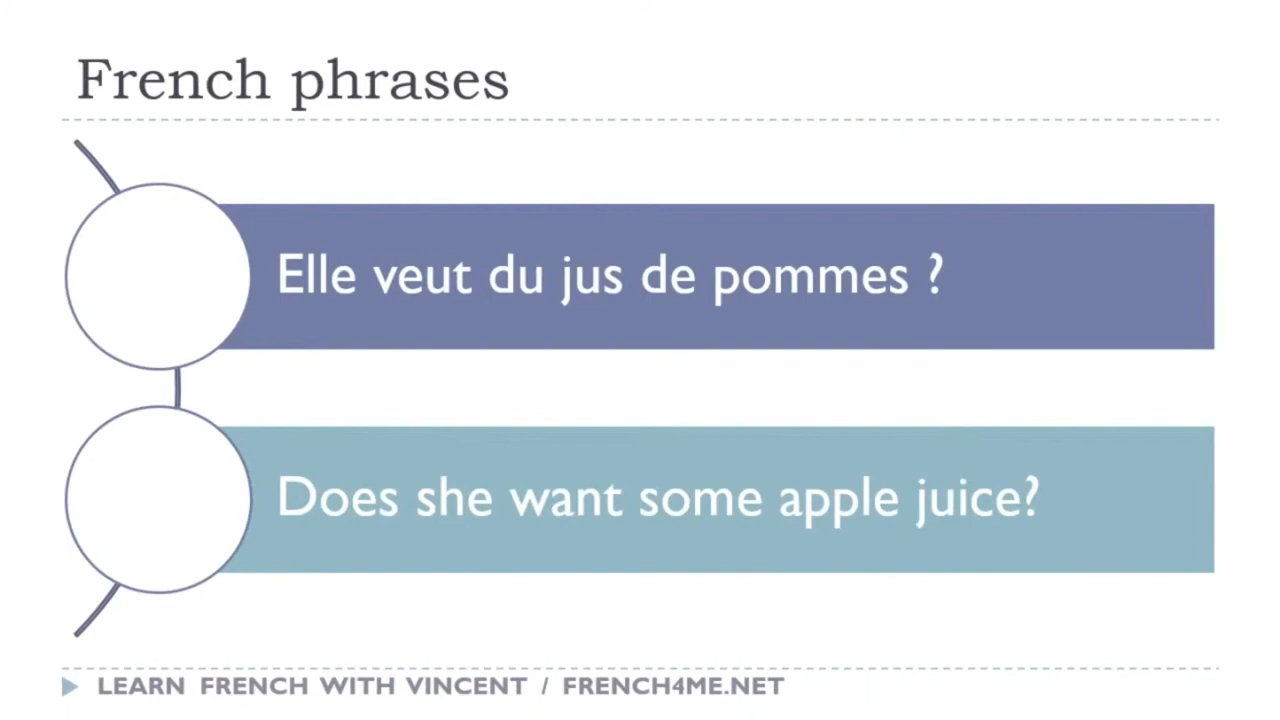 French phrases
Elle veut du jus de pommes ?
Does she want some apple juice?
LEARN FRENCH WITH VINCENT / FRENCH4ME.NET